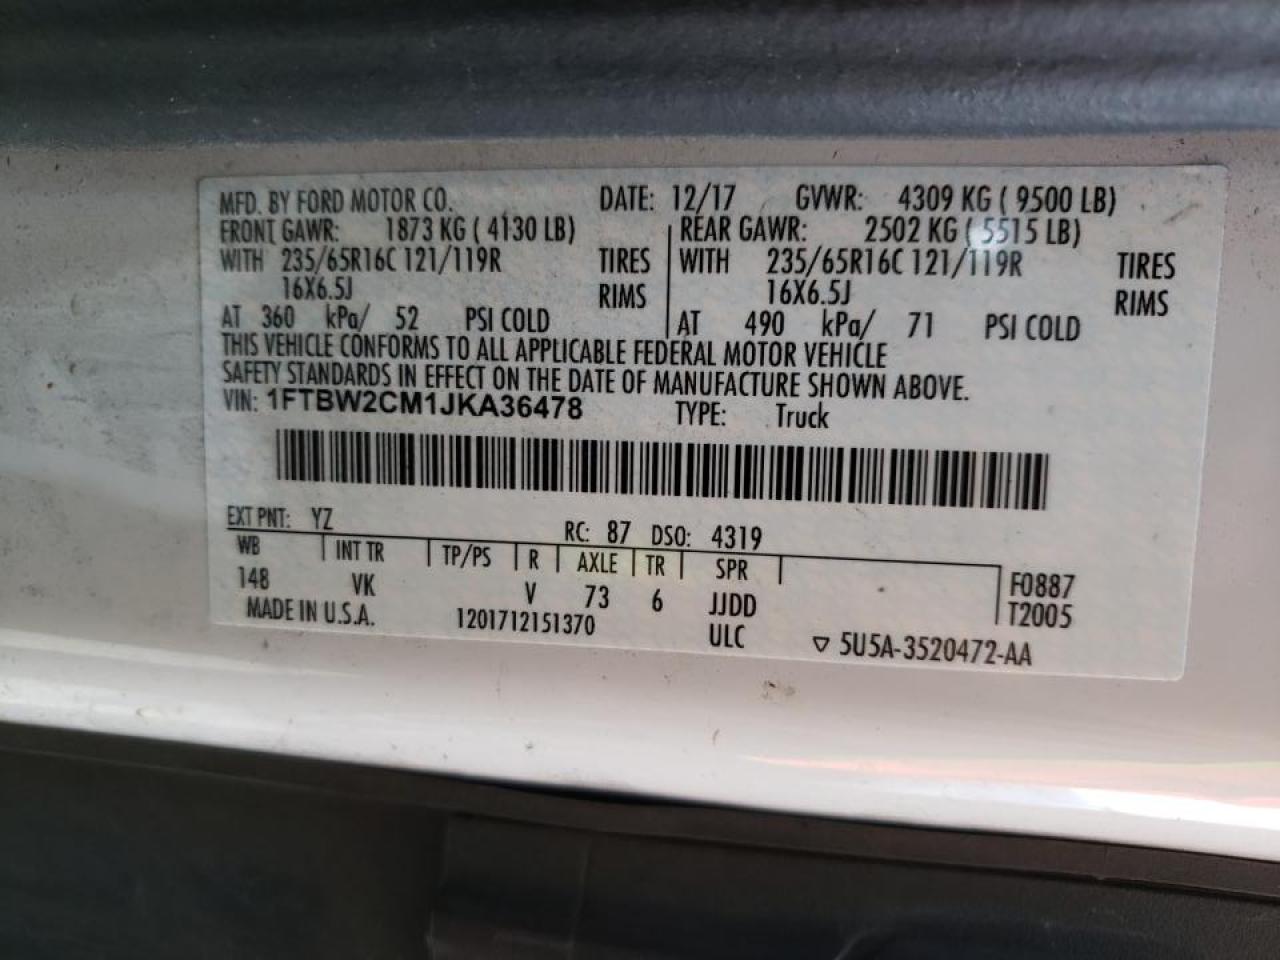 MFD. BY FORD MOTOR CO. DATE: 12/17 GVWR: 4309 KG ( 9500 LB)
FRONT GAWR: 1873 KG ( 4130 LB) REAR GAWR: 2502 KG ( 5515 LB)
WITH 235/65R16C 121/119R TIRES WITH 235/65R16C 121/119R TIRES
16X6.5J RIMS 16X6.5J RIMS
AT 360 kPa/ 52 PSI COLD AT 490 kPa/ 71 PSI COLD
THIS VEHICLE CONFORMS TO ALL APPLICABLE FEDERAL MOTOR VEHICLE
SAFETY STANDARDS IN EFFECT ON THE DATE OF MANUFACTURE SHOWN ABOVE.
VIN: 1FTBW2CM1JKA36478 TYPE: Truck
EXT PNT: YZ RC: 87 DSO: 4319
WB INT TR TP/PS R AXLE TR SPR F0887
148 VK V 73 6 JJDD T2005
MADE IN U.S.A. 1201712151370 ULC ▽ 5U5A-3520472-AA